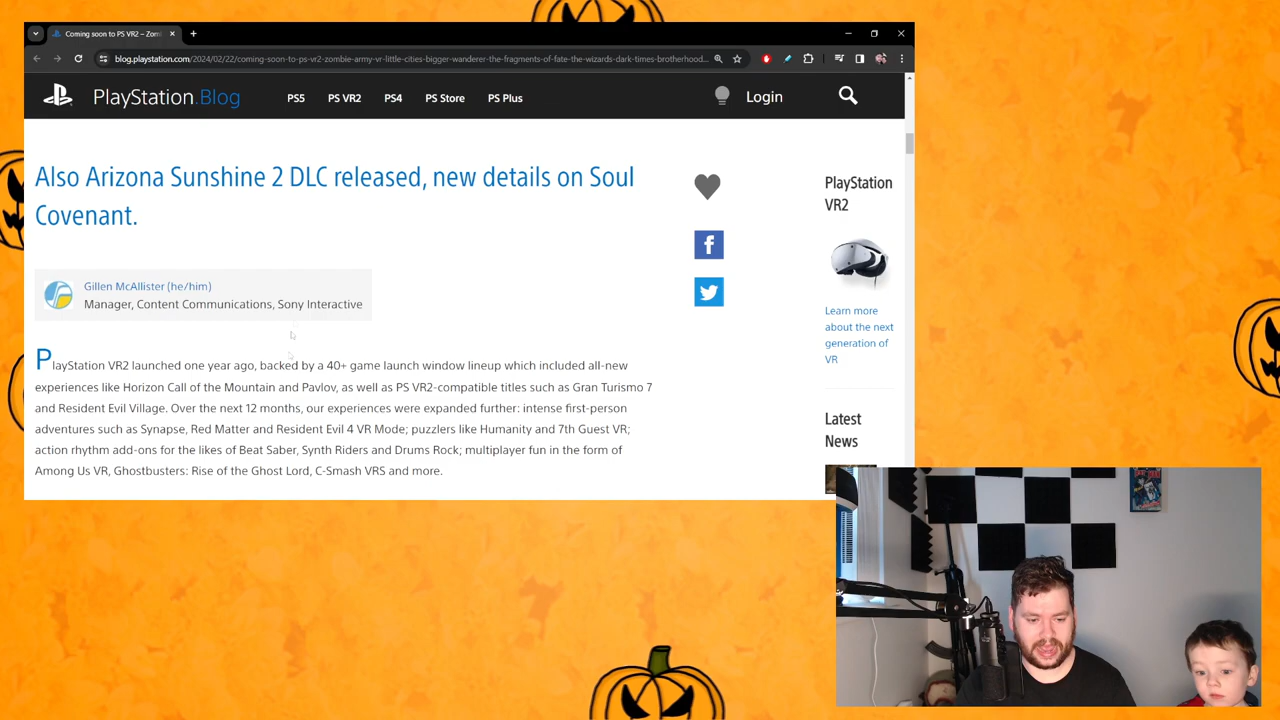 Coming soon to PS VR2 – Zom
blog.playstation.com/2024/02/22/coming-soon-to-ps-vr2-zombie-army-vr-little-cities-bigger-wanderer-the-fragments-of-fate-the-wizards-dark-times-brotherhood...
PlayStation.Blog
PS5
PS VR2
PS4
PS Store
PS Plus
Login
Also Arizona Sunshine 2 DLC released, new details on Soul
Covenant.
Gillen McAllister (he/him)
Manager, Content Communications, Sony Interactive
PlayStation VR2 launched one year ago, backed by a 40+ game launch window lineup which included all-new
experiences like Horizon Call of the Mountain and Pavlov, as well as PS VR2-compatible titles such as Gran Turismo 7
and Resident Evil Village. Over the next 12 months, our experiences were expanded further: intense first-person
adventures such as Synapse, Red Matter and Resident Evil 4 VR Mode; puzzlers like Humanity and 7th Guest VR;
action rhythm add-ons for the likes of Beat Saber, Synth Riders and Drums Rock; multiplayer fun in the form of
Among Us VR, Ghostbusters: Rise of the Ghost Lord, C-Smash VRS and more.
PlayStation
VR2
Learn more
about the next
generation of
VR
Latest
News